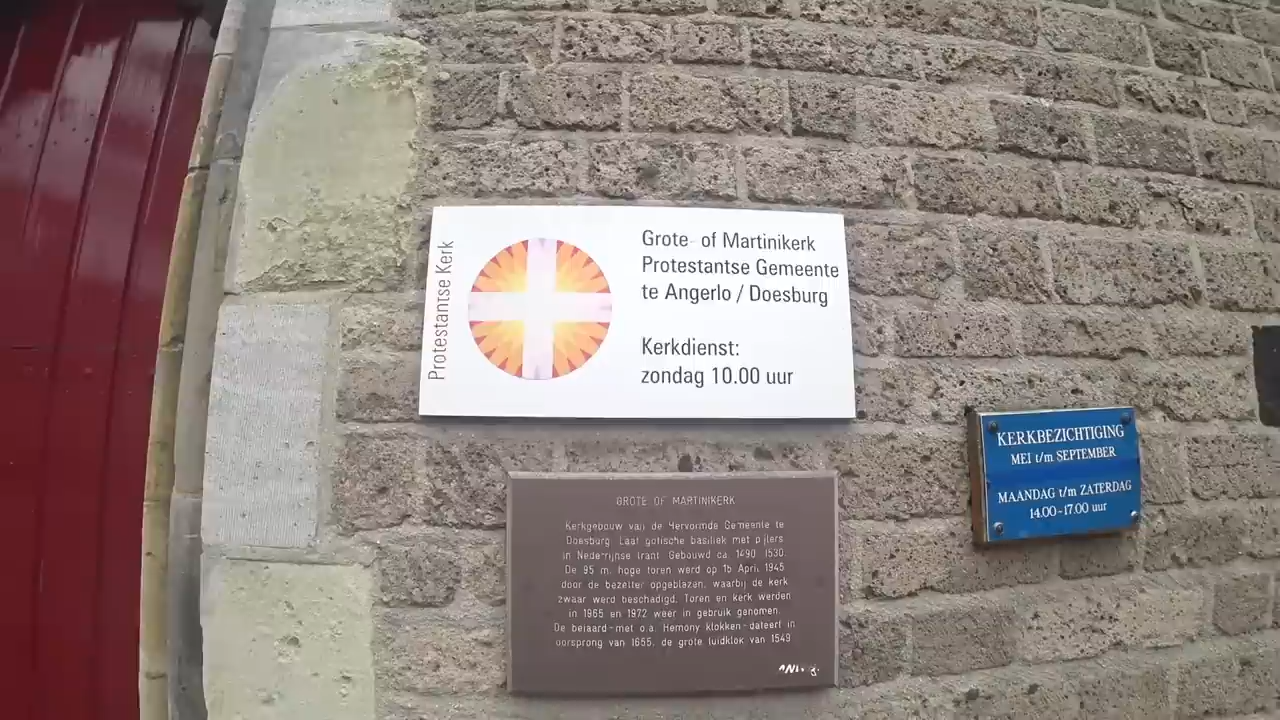 Protestantse Kerk
Grote of Martinikerk
Protestantse Gemeente
te Angerlo / Doesburg
Kerkdienst:
zondag 10.00 uur
KERKBEZICHTIGING
MEI t/m SEPTEMBER
MAANDAG t/m ZATERDAG
14.00-17.00 uur
GROTE OF MARTINIKERK
Kerkgebouw van de Hervormde Gemeente te
Doesburg. Laat gotische basiliek met pijlers
in Nederrijnse trant. Gebouwd ca. 1490 1530.
De 95 m. hoge toren werd op 15 April 1945
door de bezetter opgeblazen, waarbij de kerk
zwaar werd beschadigd. Toren en kerk werden
in 1965 en 1972 weer in gebruik genomen.
De beiaard-met o.a. Hemony klokken-dateert in
oorsprong van 1655, de grote luidklok van 1549
ANWB